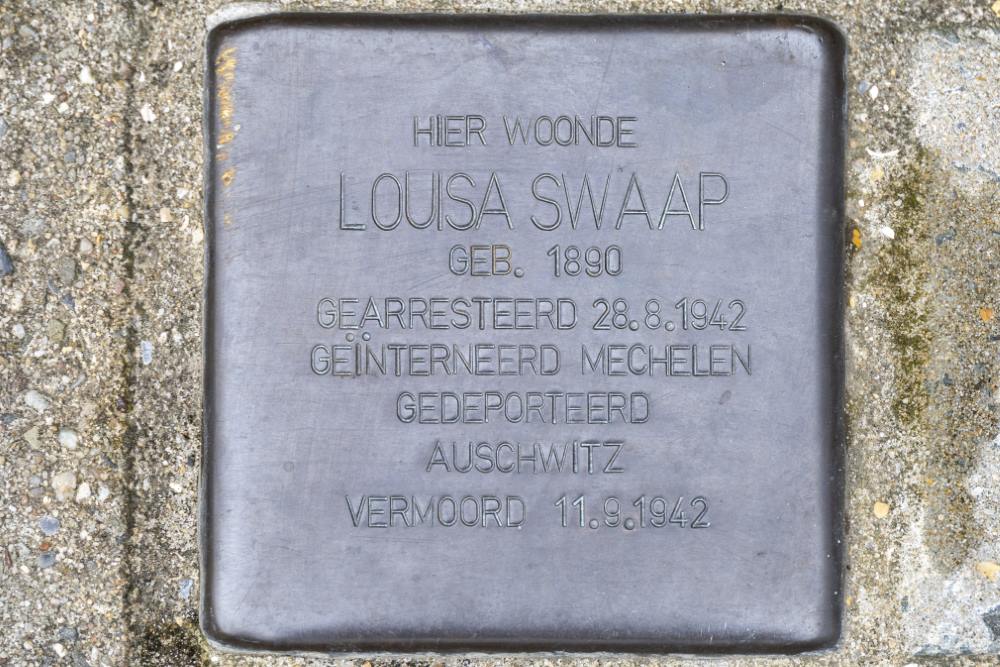 HIER WOONDE
LOUISA SWAAP
GEB. 1890
GEARRESTEERD 28.8.1942
GEÏNTERNEERD MECHELEN
GEDEPORTEERD
AUSCHWITZ
VERMOORD 11.9.1942